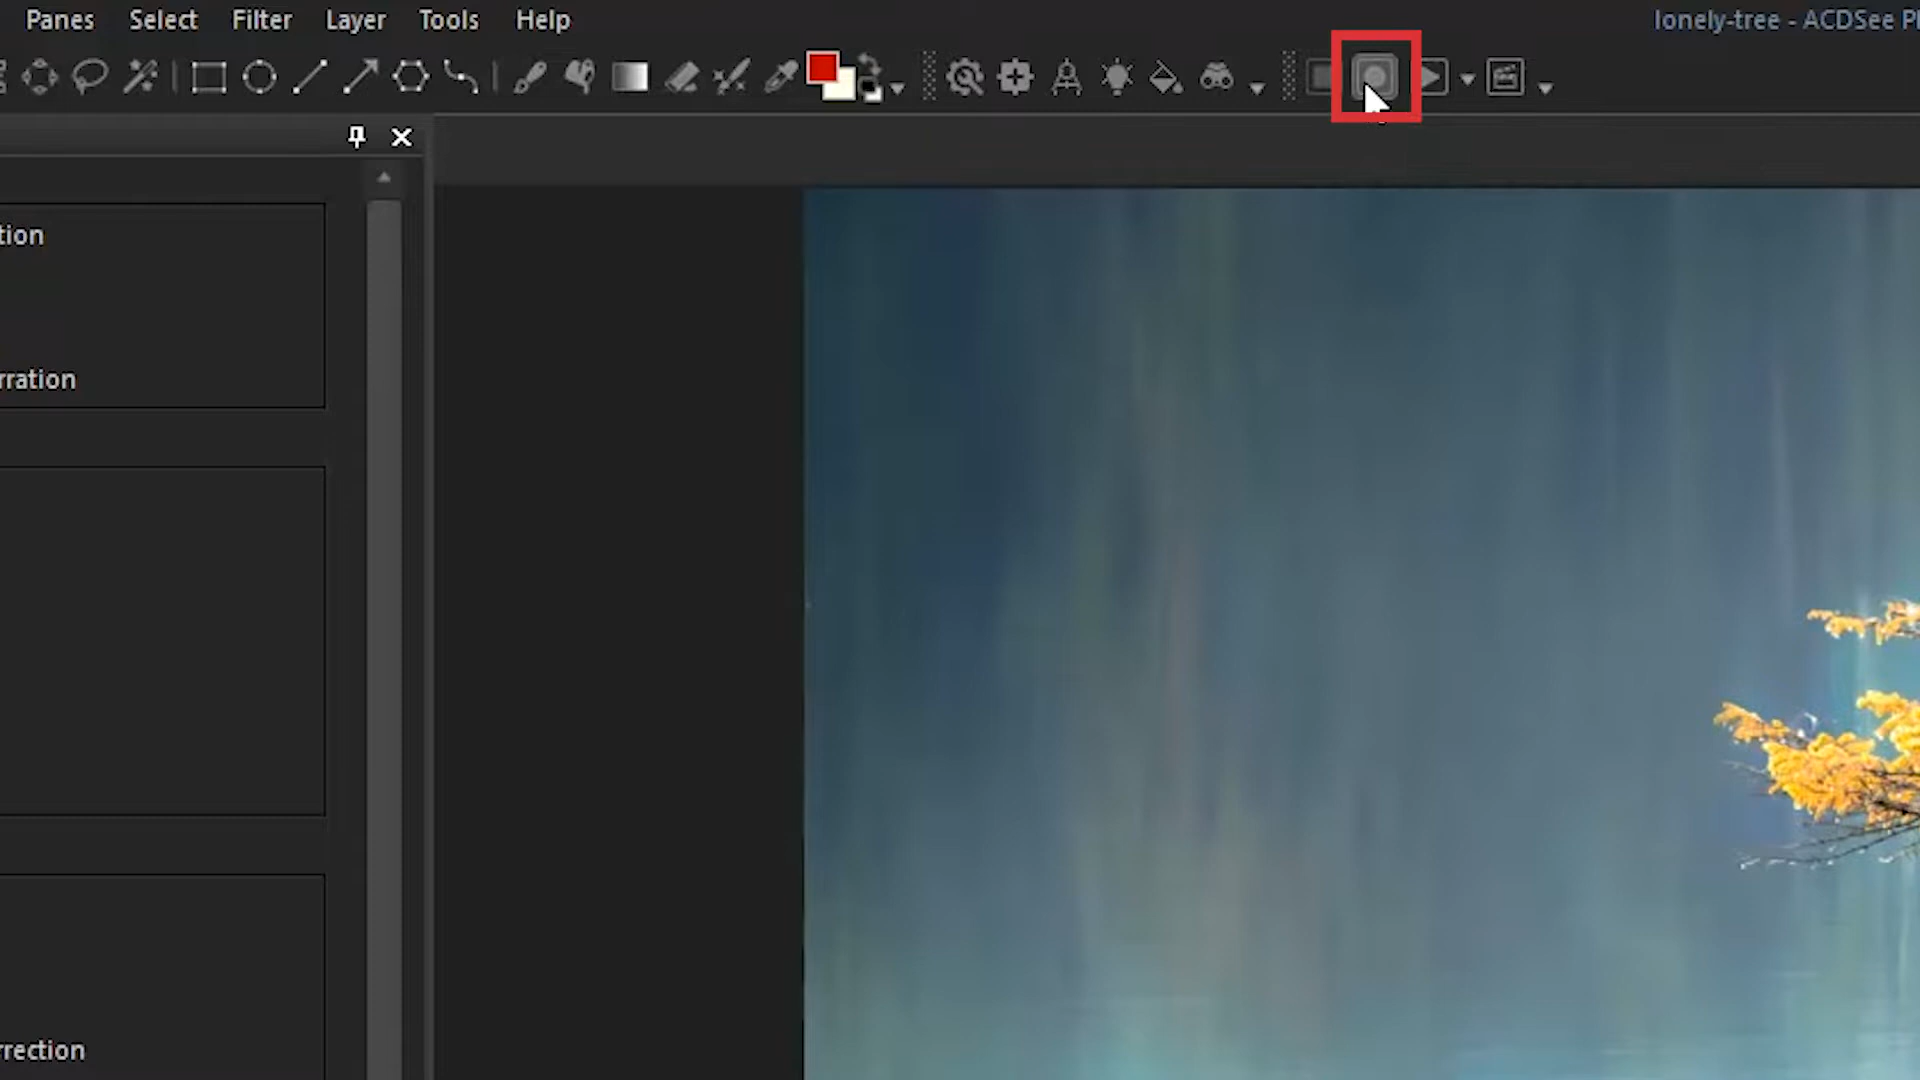 Panes Select Filter Layer Tools Help
lonely-tree - ACDSee P
tion
rration
rrection